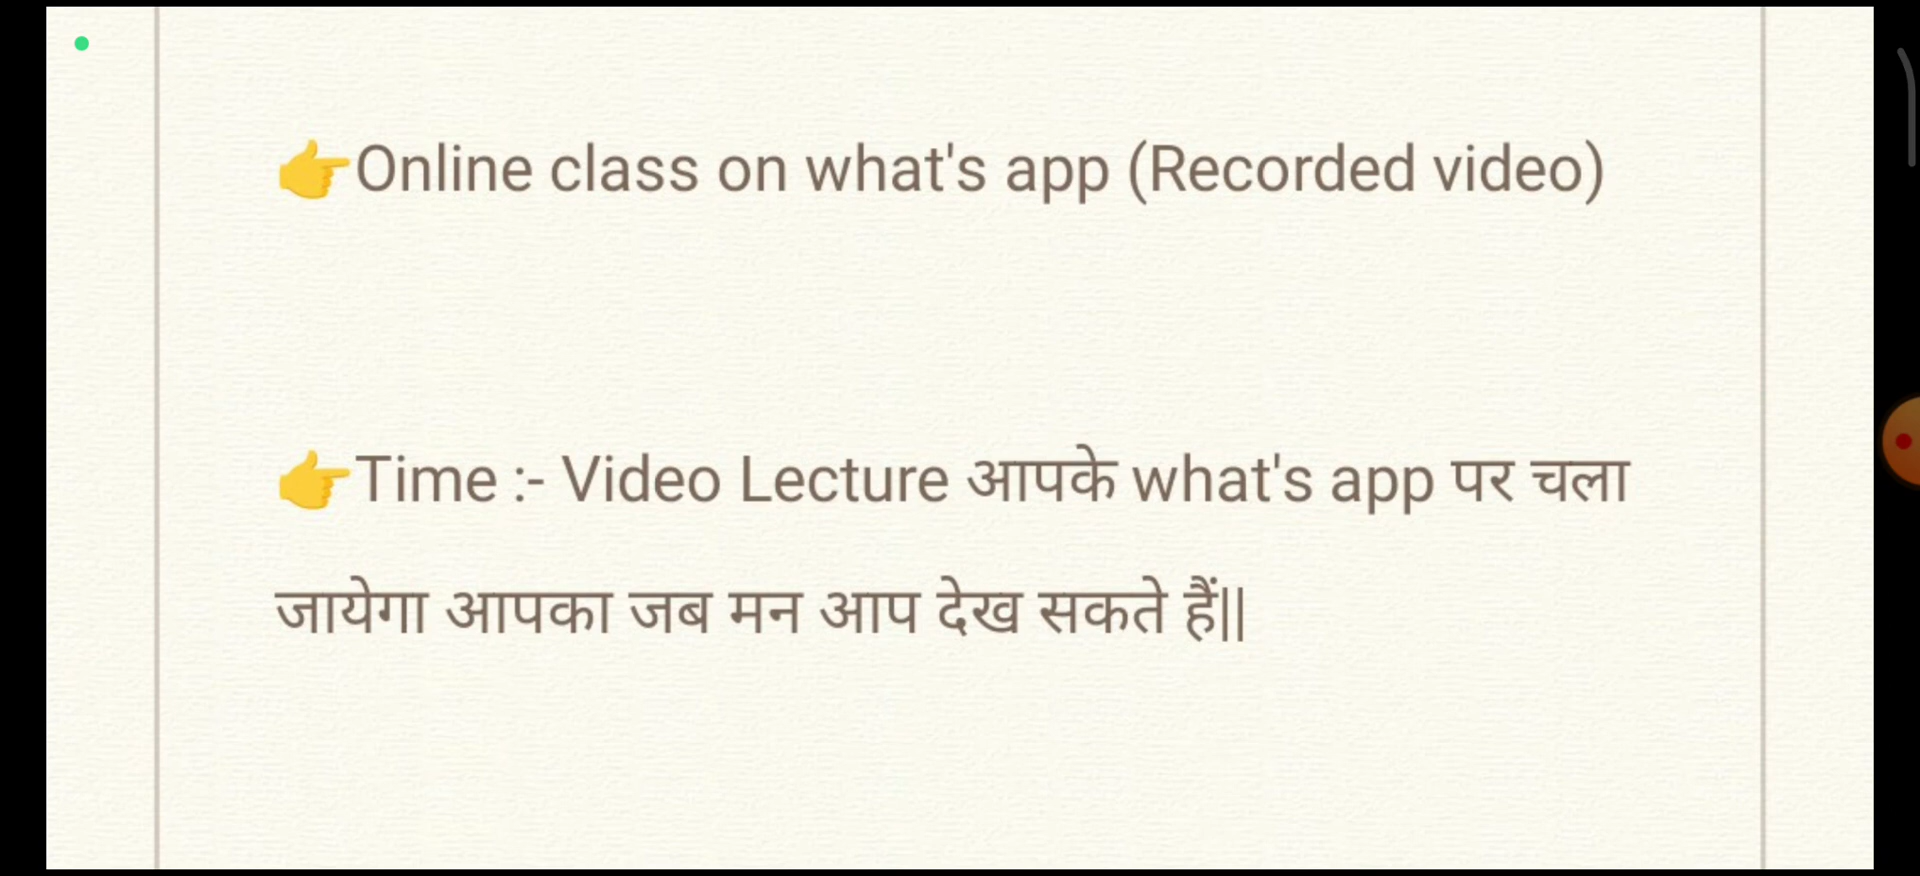 👉Online class on what's app (Recorded video)
👉Time :- Video Lecture आपके what's app पर चला
जायेगा आपका जब मन आप देख सकते हैं||